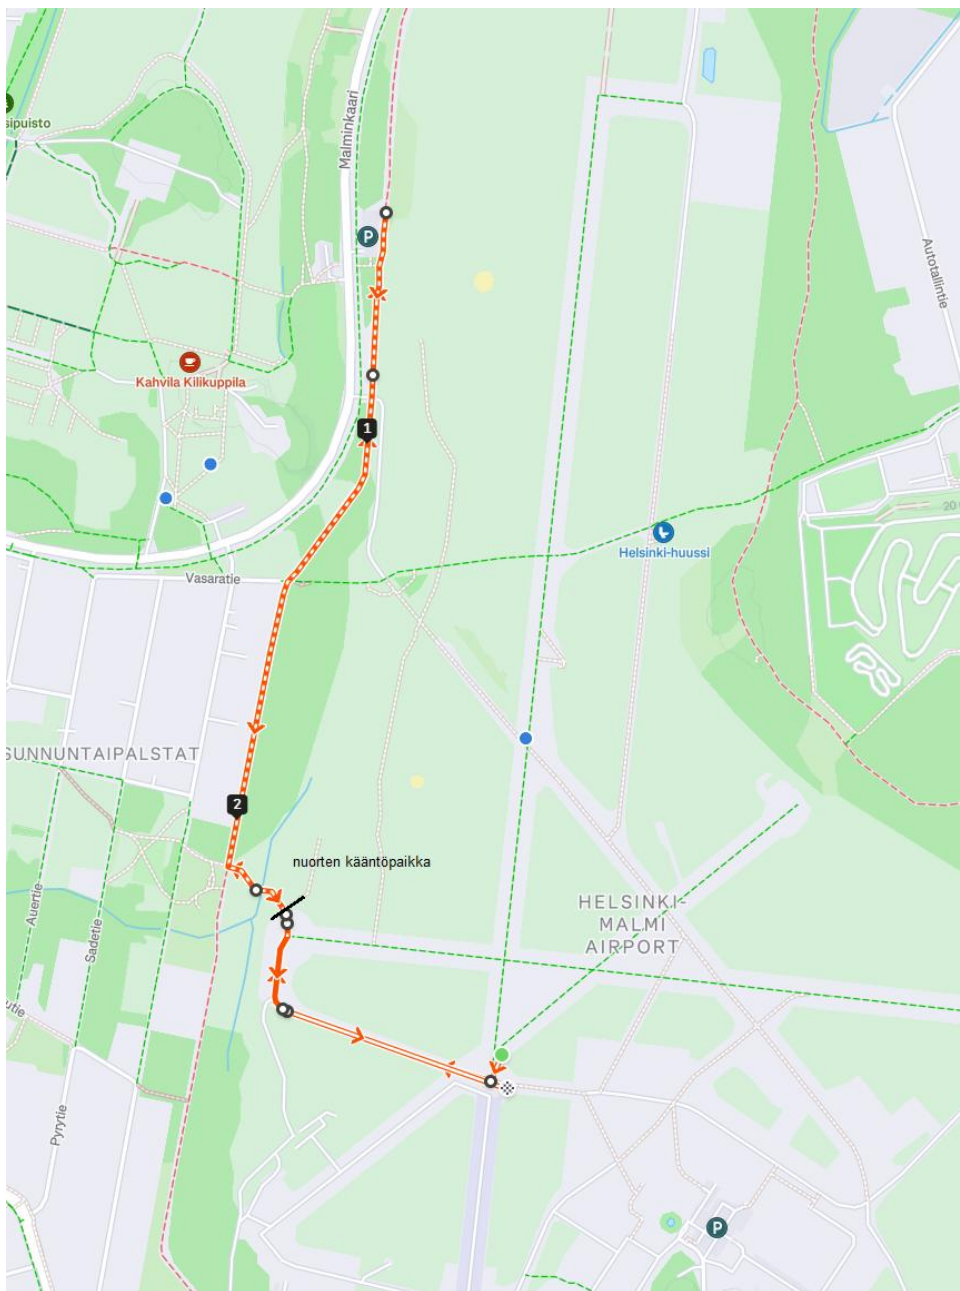 sipuisto
Malminkaari
P
Autotallintie
Kahvila Kilikuppila
1
20
Helsinki-huussi
Vasaratie
SUNNUNTAIPALSTAT
2
nuorten kääntöpaikka
Auertie
Sadetie
HELSINKI-
MALMI
AIRPORT
utie
Pyrytie
P